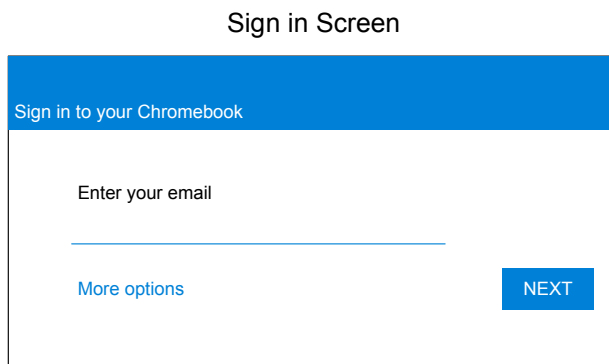 Sign in Screen
Sign in to your Chromebook
Enter your email
More options
NEXT